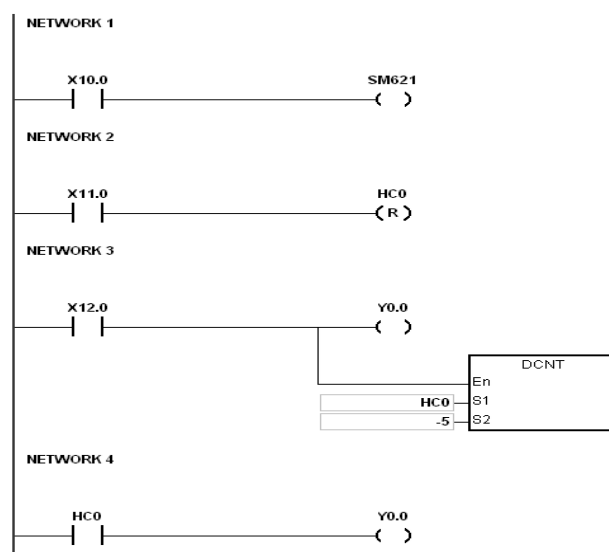 NETWORK 1
X10.0 SM621
NETWORK 2
X11.0 HC0
R
NETWORK 3
X12.0 Y0.0
DCNT
En
HC0 S1
-5 S2
NETWORK 4
HC0 Y0.0